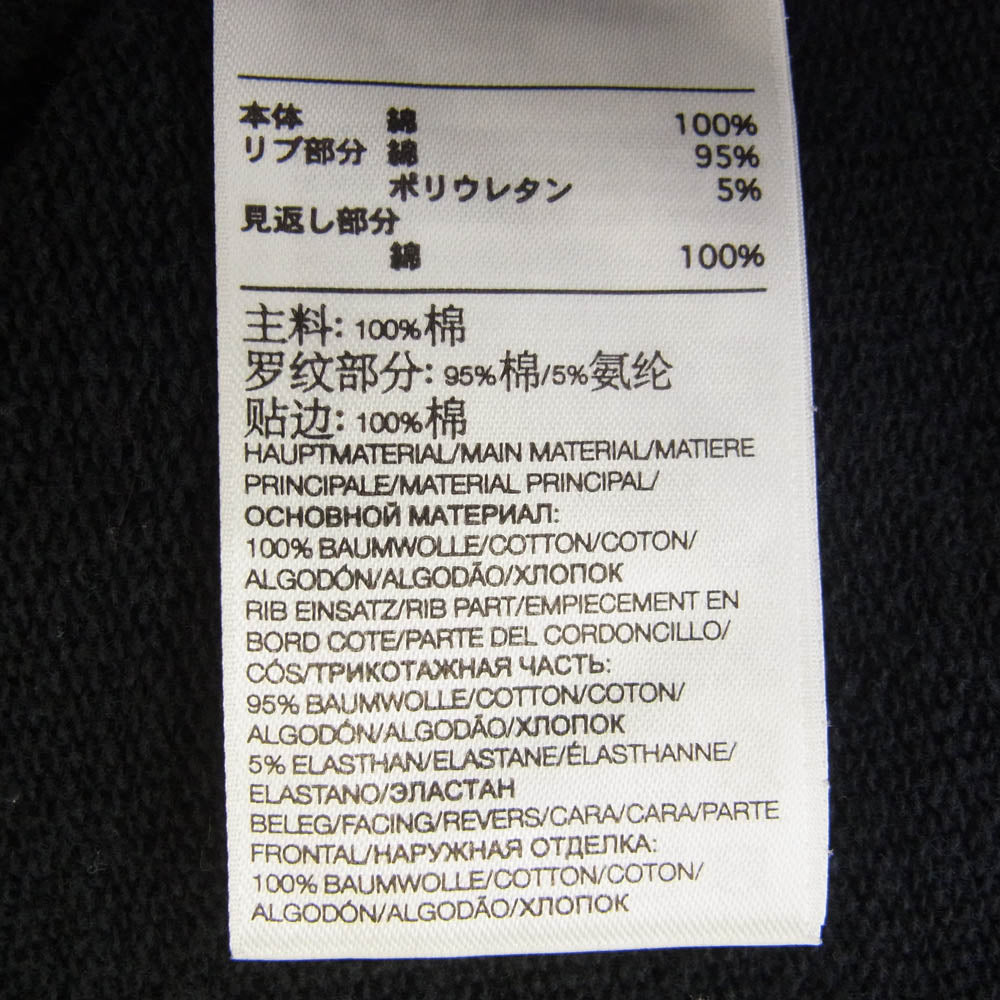 本体 綿 100%
リブ部分 綿 95%
ポリウレタン 5%
見返し部分
綿 100%
主料: 100%棉
罗纹部分: 95%棉/5%氨纶
贴边: 100%棉
HAUPTMATERIAL/MAIN MATERIAL/MATIERE
PRINCIPALE/MATERIAL PRINCIPAL/
ОСНОВНОЙ МАТЕРИАЛ:
100% BAUMWOLLE/COTTON/COTON/
ALGODÓN/ALGODÃO/ХЛОПОК
RIB EINSATZ/RIB PART/EMPIECEMENT EN
BORD COTE/PARTE DEL CORDONCILLO/
CÓS/ТРИКОТАЖНАЯ ЧАСТЬ:
95% BAUMWOLLE/COTTON/COTON/
ALGODÓN/ALGODÃO/ХЛОПОК
5% ELASTHAN/ELASTANE/ÉLASTHANNE/
ELASTANO/ЭЛАСТАН
BELEG/FACING/REVERS/CARA/CARA/PARTE
FRONTAL/НАРУЖНАЯ ОТДЕЛКА:
100% BAUMWOLLE/COTTON/COTON/
ALGODÓN/ALGODÃO/ХЛОПОК